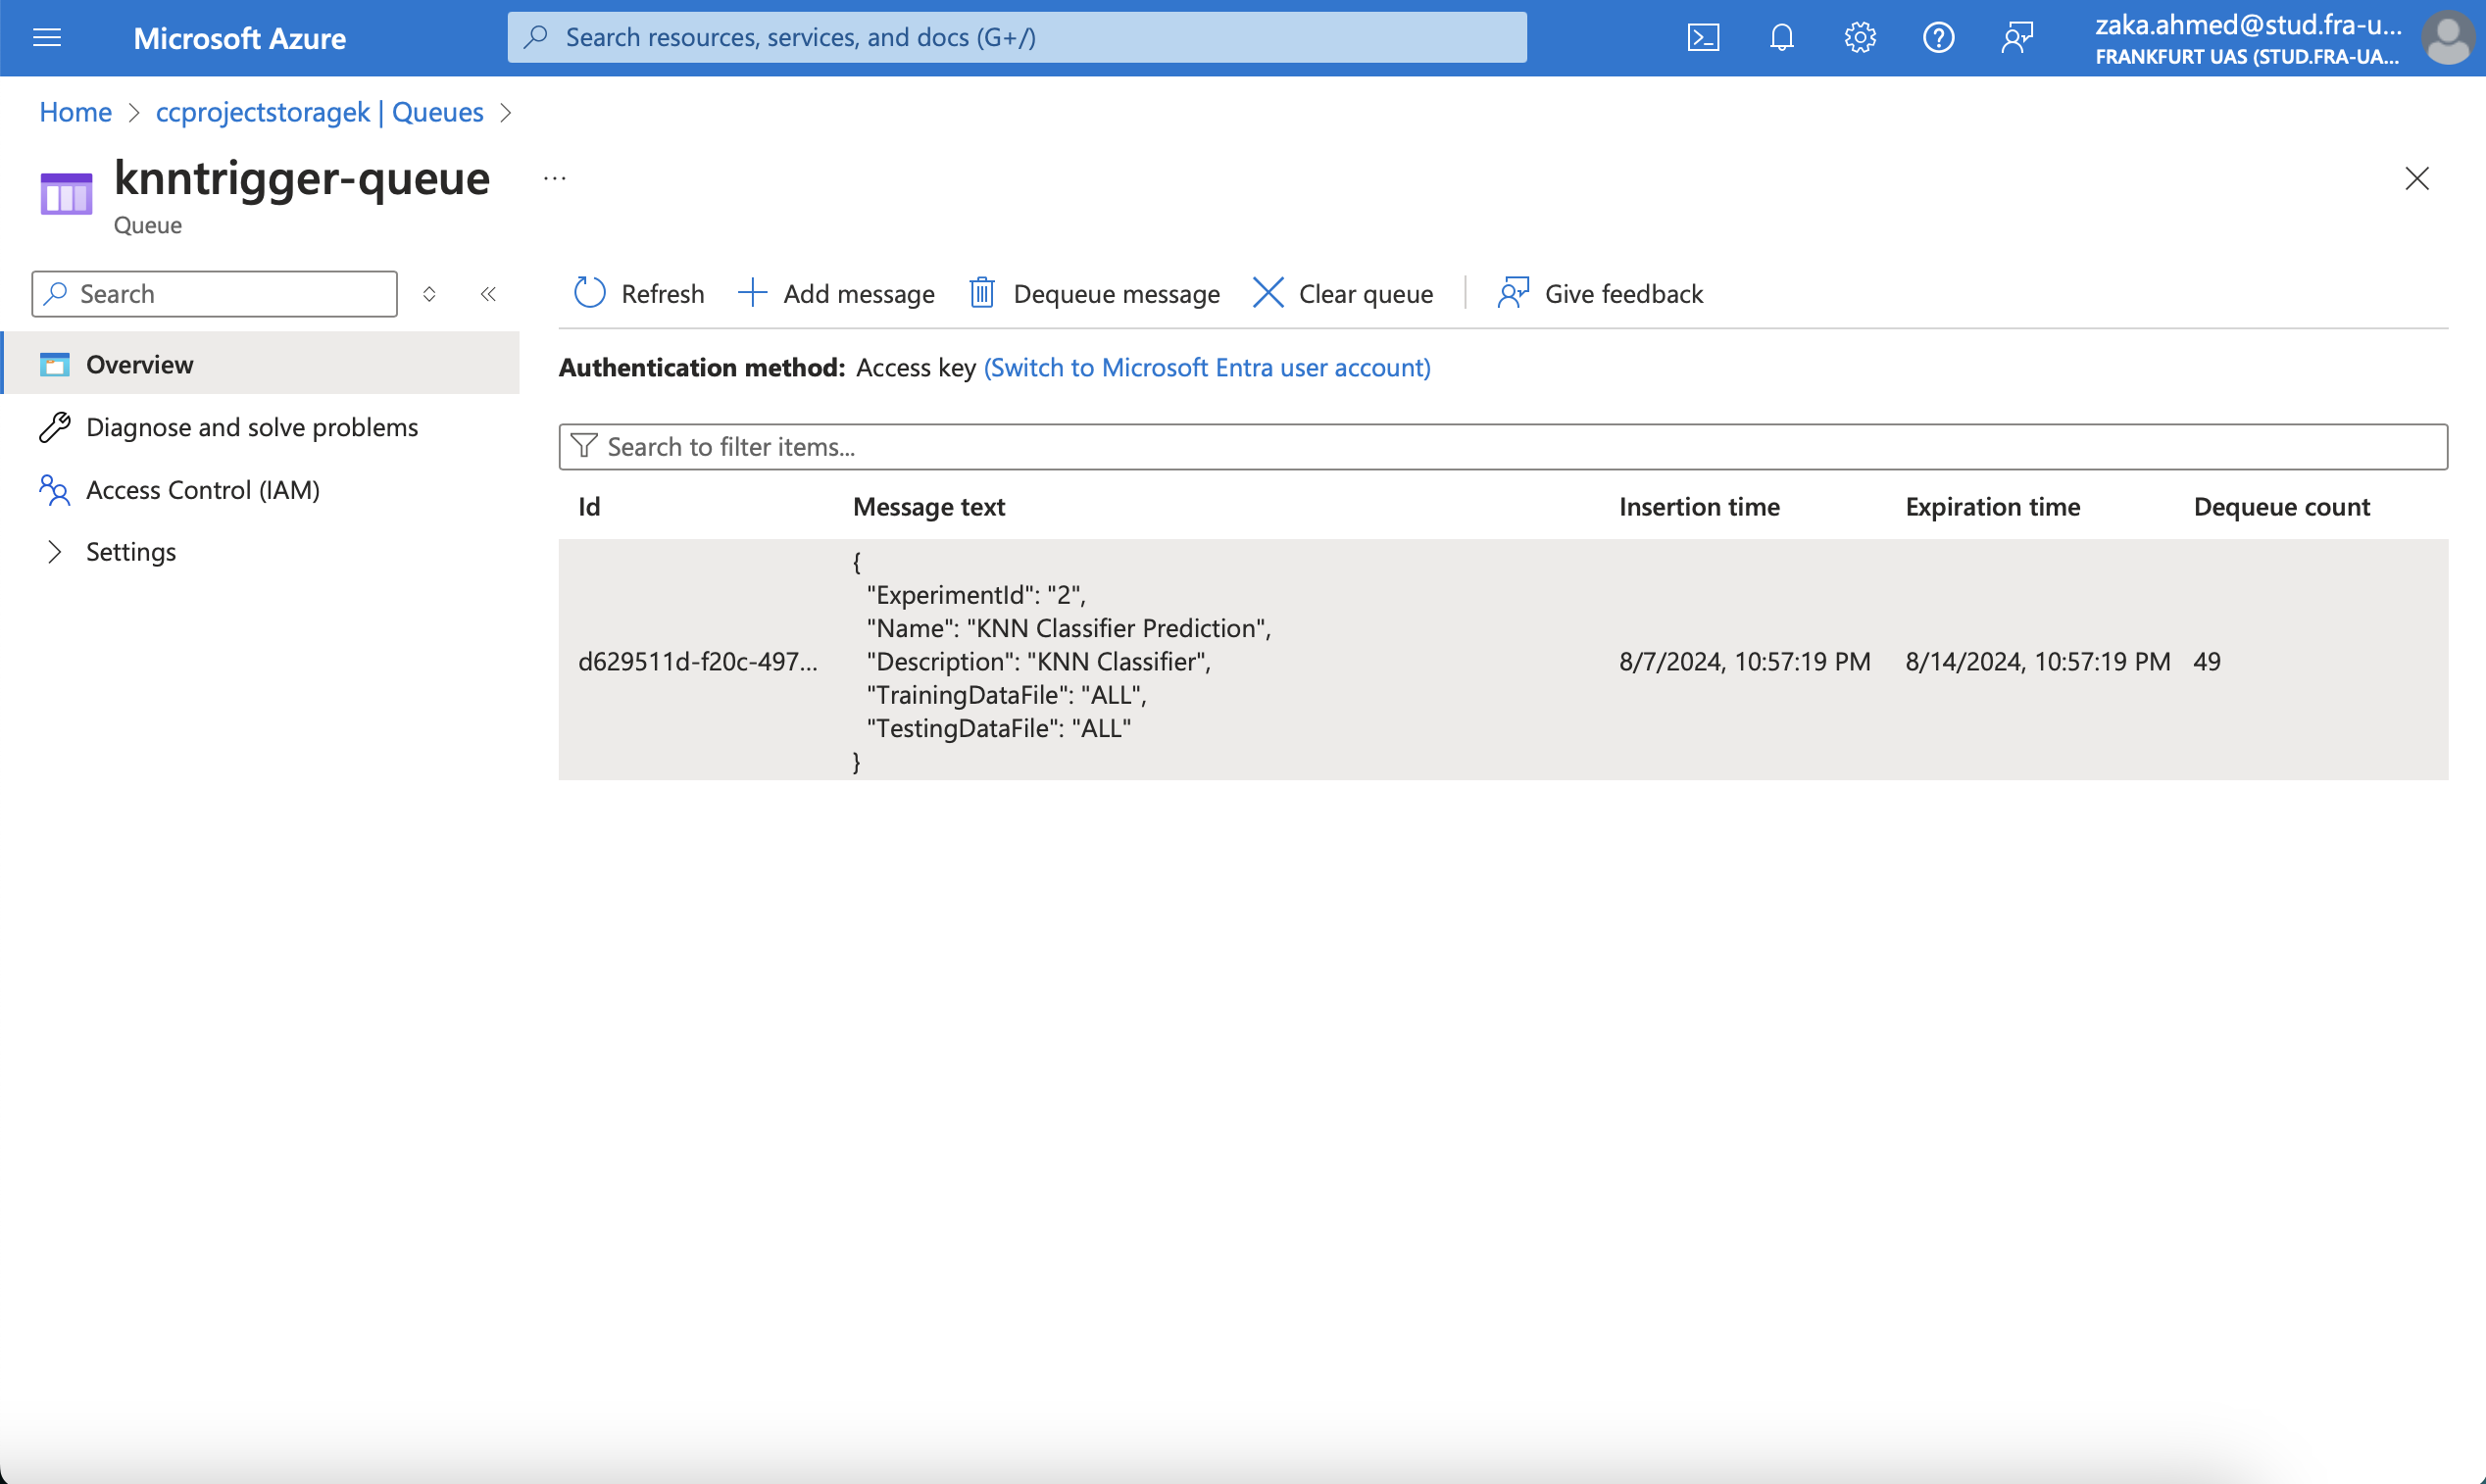 Microsoft Azure
Search resources, services, and docs (G+/)
zaka.ahmed@stud.fra-u...
FRANKFURT UAS (STUD.FRA-UA...
Home > ccprojectstoragek | Queues >
knntrigger-queue ...
Queue
Search
Refresh Add message Dequeue message Clear queue Give feedback
Overview
Diagnose and solve problems
Access Control (IAM)
Settings
Authentication method: Access key (Switch to Microsoft Entra user account)
Search to filter items...
Id Message text Insertion time Expiration time Dequeue count
{
"ExperimentId": "2",
"Name": "KNN Classifier Prediction",
d629511d-f20c-497... "Description": "KNN Classifier", 8/7/2024, 10:57:19 PM 8/14/2024, 10:57:19 PM 49
"TrainingDataFile": "ALL",
"TestingDataFile": "ALL"
}